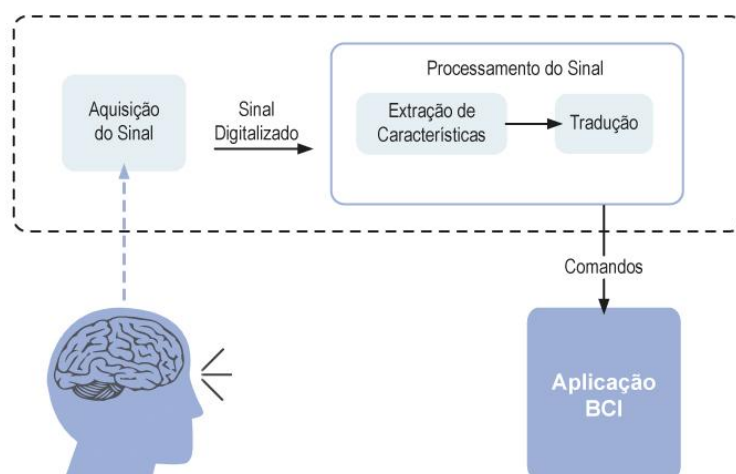 Processamento do Sinal
Aquisição
do Sinal
Sinal
Digitalizado
Extração de
Características
Tradução
Comandos
Aplicação
BCI